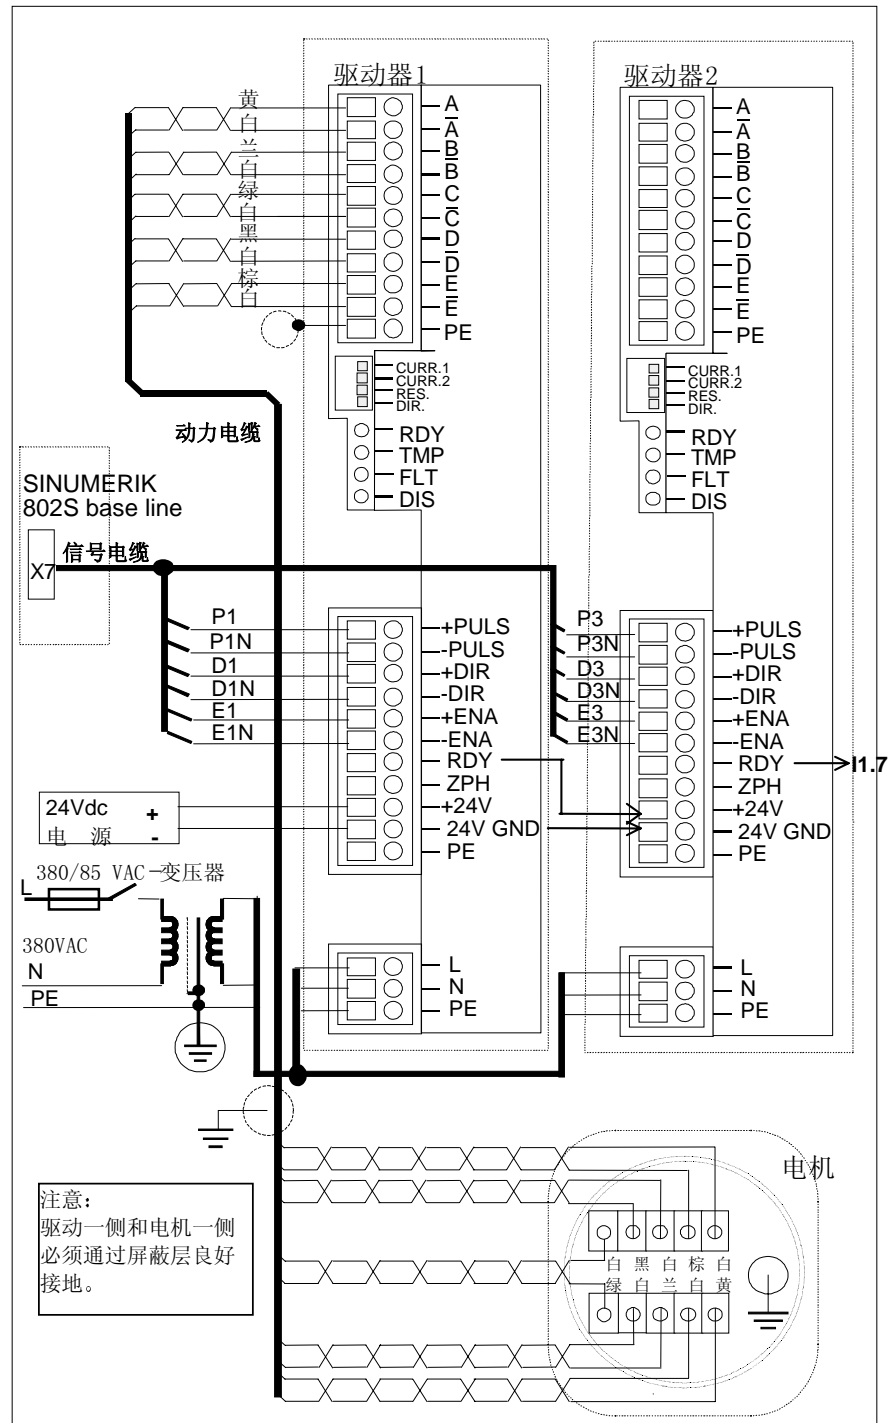 驱动器1
黄
白
兰
白
绿
白
黑
白
棕
白
A
A̅
B
B̅
C
C̅
D
D̅
E
E̅
PE
CURR.1
CURR.2
RES.
DIR.
RDY
TMP
FLT
DIS
驱动器2
A
A̅
B
B̅
C
C̅
D
D̅
E
E̅
PE
CURR.1
CURR.2
RES.
DIR.
RDY
TMP
FLT
DIS
动力电缆
SINUMERIK
802S base line
X7
信号电缆
P1
P1N
D1
D1N
E1
E1N
+PULS
-PULS
+DIR
-DIR
+ENA
-ENA
RDY
ZPH
+24V
24V GND
PE
P3
P3N
D3
D3N
E3
E3N
+PULS
-PULS
+DIR
-DIR
+ENA
-ENA
RDY
I1.7
ZPH
+24V
24V GND
PE
24Vdc +
电 源 -
380/85 VAC 变压器
L
380VAC
N
PE
L
N
PE
L
N
PE
电机
白 黑 白 棕 白
绿 白 兰 白 黄
注意：
驱动一侧和电机一侧
必须通过屏蔽层良好
接地。